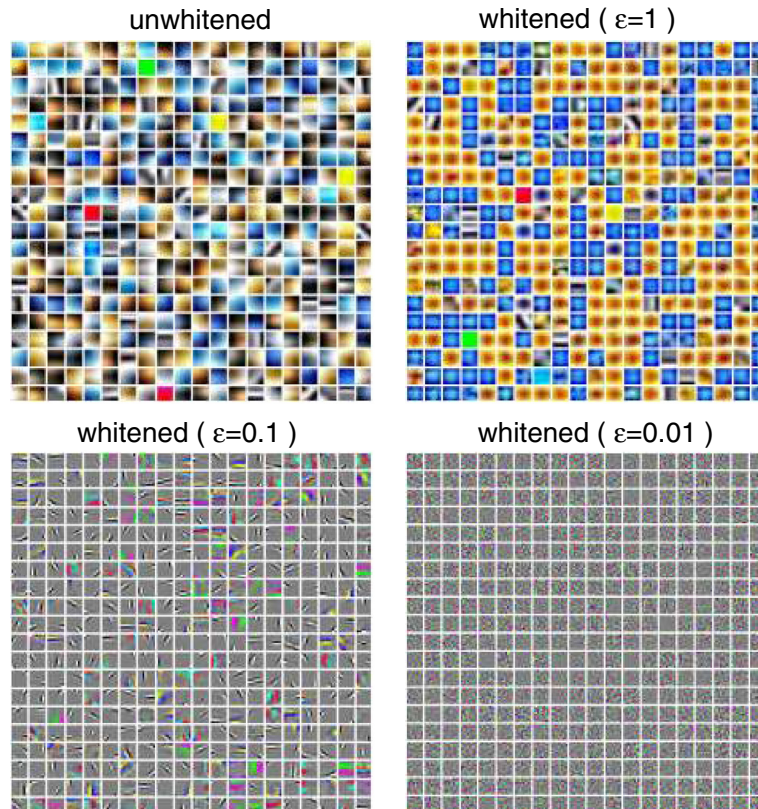 unwhitened
whitened ( ε=1 )
whitened ( ε=0.1 )
whitened ( ε=0.01 )